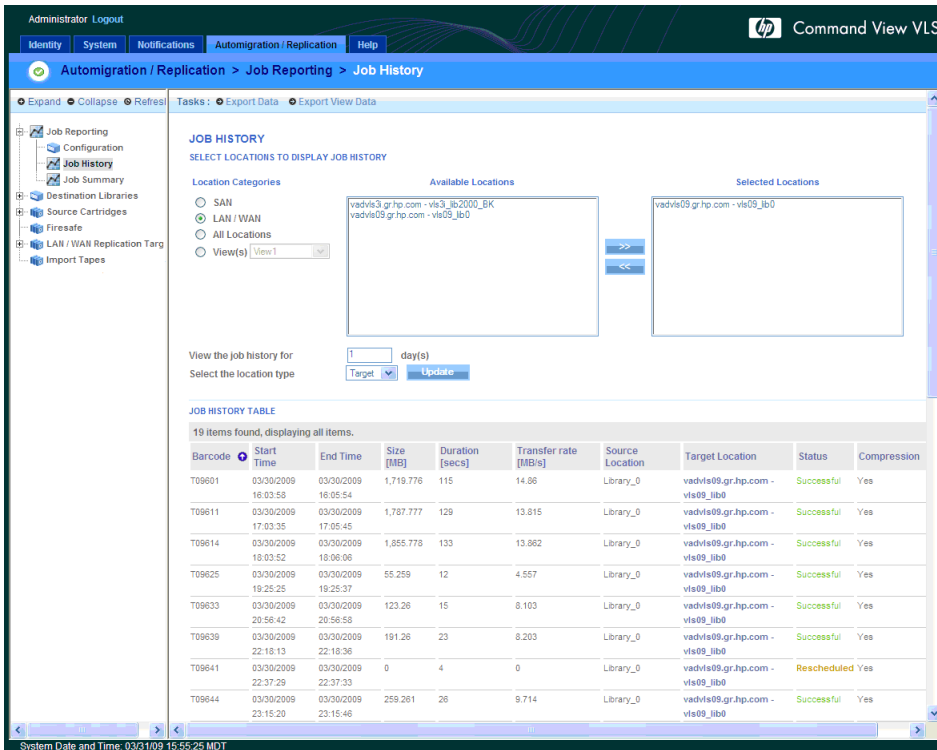 Administrator Logout
hp Command View VLS
Identity System Notifications Automigration / Replication Help
Automigration / Replication > Job Reporting > Job History
Expand Collapse Refresh Tasks : Export Data Export View Data
Job Reporting
Configuration
Job History
Job Summary
Destination Libraries
Source Cartridges
Firesafe
LAN / WAN Replication Targ
Import Tapes
JOB HISTORY
SELECT LOCATIONS TO DISPLAY JOB HISTORY
Location Categories Available Locations Selected Locations
SAN
LAN / WAN
All Locations
View(s) View1
vadvls3i.gr.hp.com - vls3i_lib2000_BK
vadvls09.gr.hp.com - vls09_lib0
>>
<<
vadvls09.gr.hp.com - vls09_lib0
View the job history for 1 day(s)
Select the location type Target Update
JOB HISTORY TABLE
19 items found, displaying all items.
Barcode Start Time End Time Size [MB] Duration [secs] Transfer rate [MB/s] Source Location Target Location Status Compression
T09601 03/30/2009 16:03:58 03/30/2009 16:05:54 1,719.776 115 14.86 Library_0 vadvls09.gr.hp.com - vls09_lib0 Successful Yes
T09611 03/30/2009 17:03:35 03/30/2009 17:05:45 1,787.777 129 13.815 Library_0 vadvls09.gr.hp.com - vls09_lib0 Successful Yes
T09614 03/30/2009 18:03:52 03/30/2009 18:06:06 1,855.778 133 13.862 Library_0 vadvls09.gr.hp.com - vls09_lib0 Successful Yes
T09625 03/30/2009 19:25:25 03/30/2009 19:25:37 55.259 12 4.557 Library_0 vadvls09.gr.hp.com - vls09_lib0 Successful Yes
T09633 03/30/2009 20:56:42 03/30/2009 20:56:58 123.26 15 8.103 Library_0 vadvls09.gr.hp.com - vls09_lib0 Successful Yes
T09639 03/30/2009 22:18:13 03/30/2009 22:18:36 191.26 23 8.203 Library_0 vadvls09.gr.hp.com - vls09_lib0 Successful Yes
T09641 03/30/2009 22:37:29 03/30/2009 22:37:33 0 4 0 Library_0 vadvls09.gr.hp.com - vls09_lib0 Rescheduled Yes
T09644 03/30/2009 23:15:20 03/30/2009 23:15:46 259.261 26 9.714 Library_0 vadvls09.gr.hp.com - vls09_lib0 Successful Yes
System Date and Time: 03/31/09 15:55:25 MDT